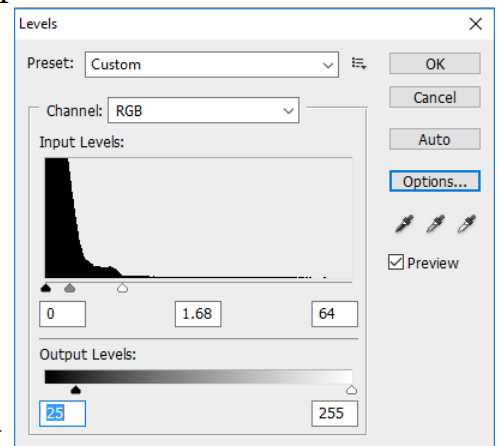 Levels
Preset: Custom
OK
Cancel
Channel: RGB
Auto
Input Levels:
Options...
Preview
0 1.68 64
Output Levels:
25 255